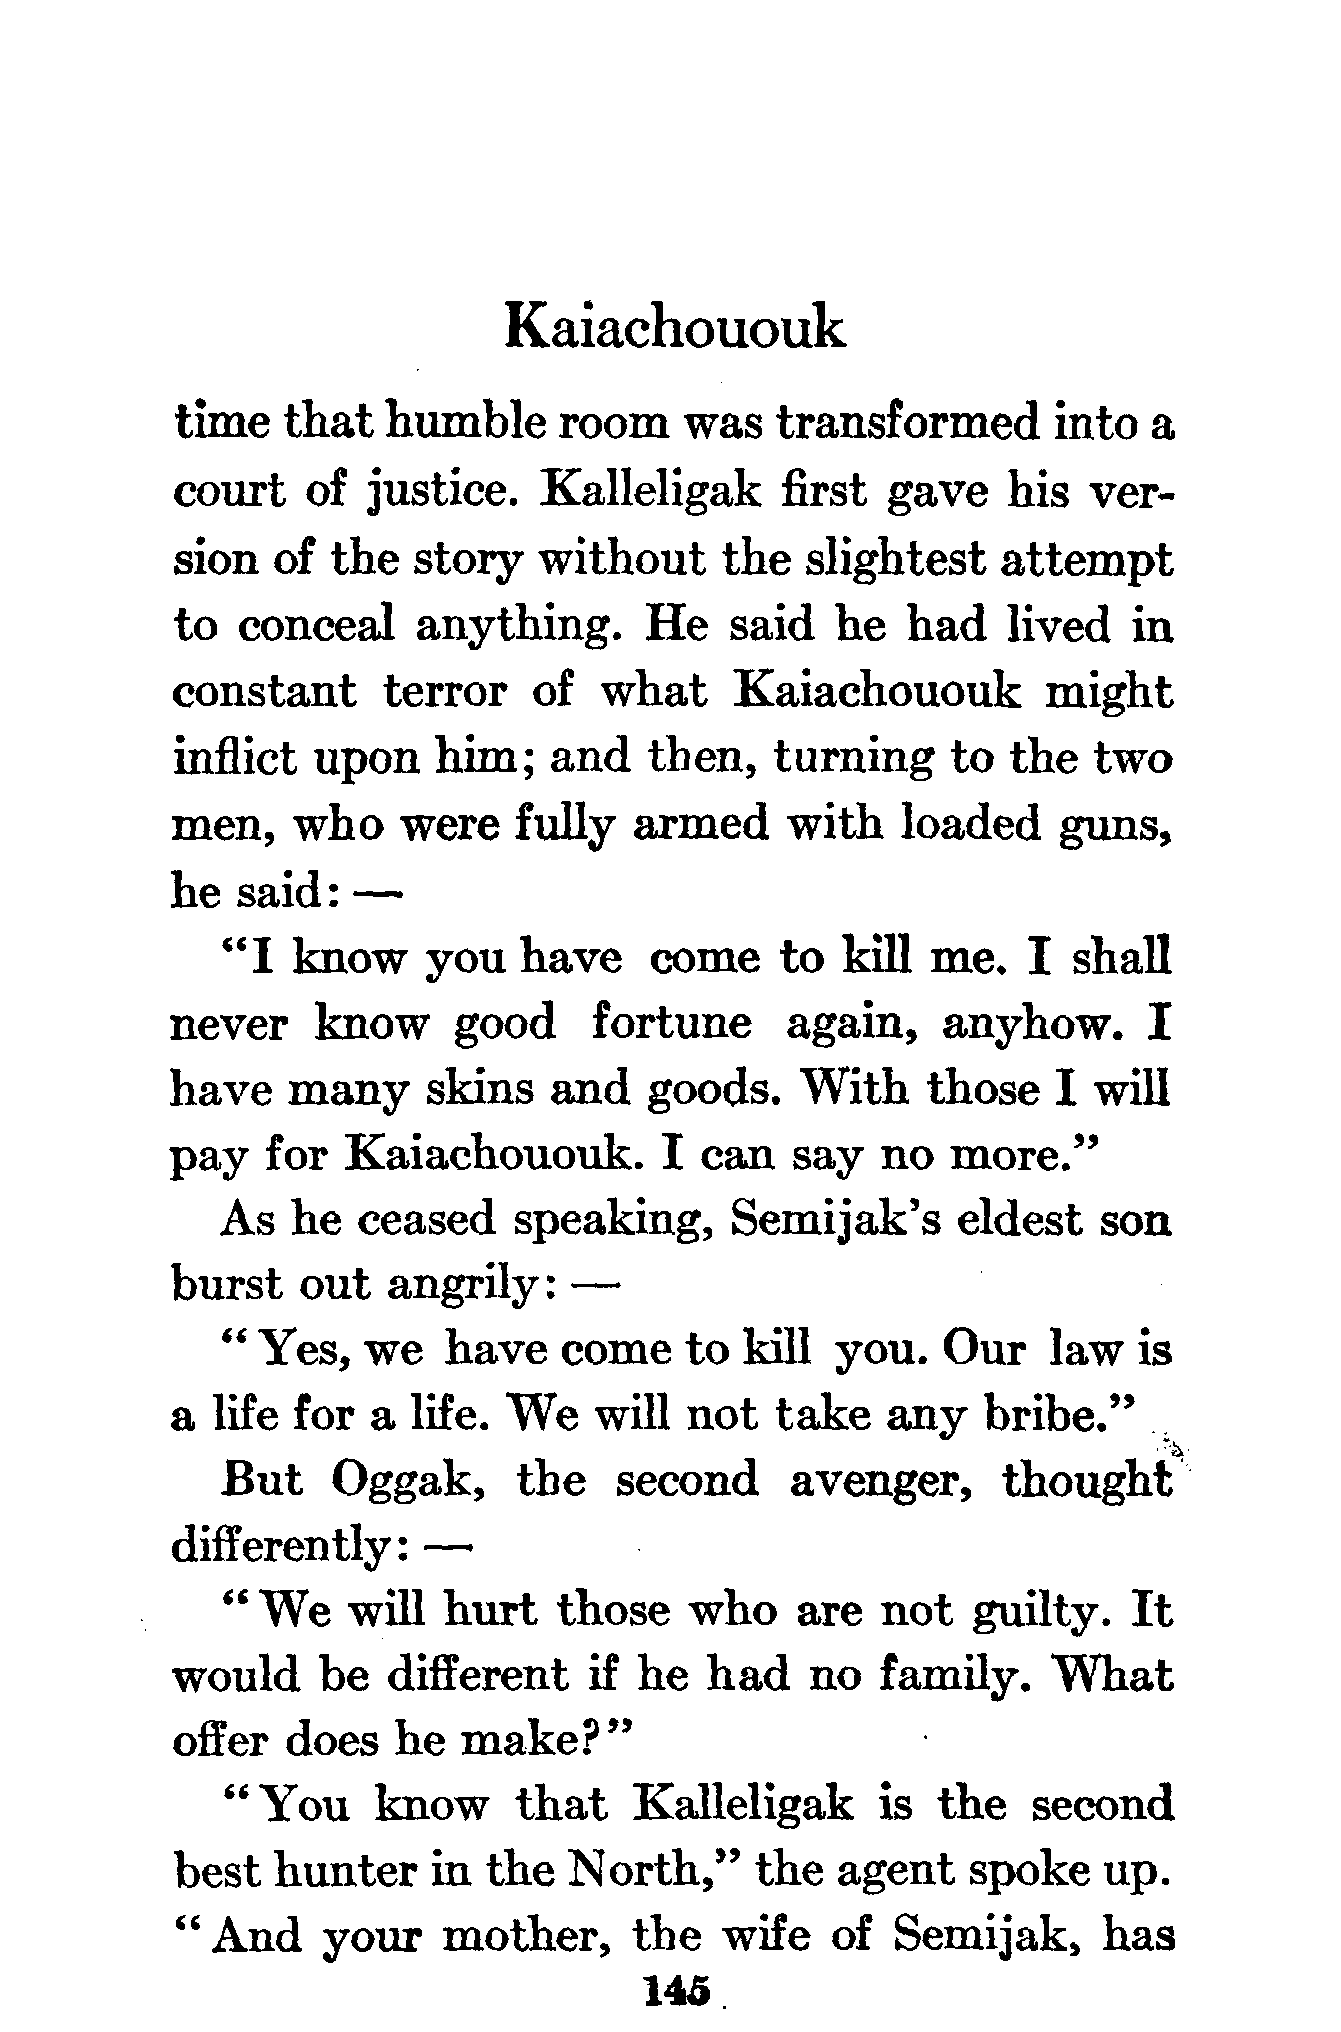 Kaiachououk
time that humble room was transformed into a
court of justice. Kalleligak first gave his ver-
sion of the story without the slightest attempt
to conceal anything. He said he had lived in
constant terror of what Kaiachououk might
inflict upon him; and then, turning to the two
men, who were fully armed with loaded guns,
he said: —
"I know you have come to kill me. I shall
never know good fortune again, anyhow. I
have many skins and goods. With those I will
pay for Kaiachououk. I can say no more."
As he ceased speaking, Semijak's eldest son
burst out angrily: —
"Yes, we have come to kill you. Our law is
a life for a life. We will not take any bribe."
But Oggak, the second avenger, thought
differently: —
"We will hurt those who are not guilty. It
would be different if he had no family. What
offer does he make?"
"You know that Kalleligak is the second
best hunter in the North," the agent spoke up.
"And your mother, the wife of Semijak, has
145